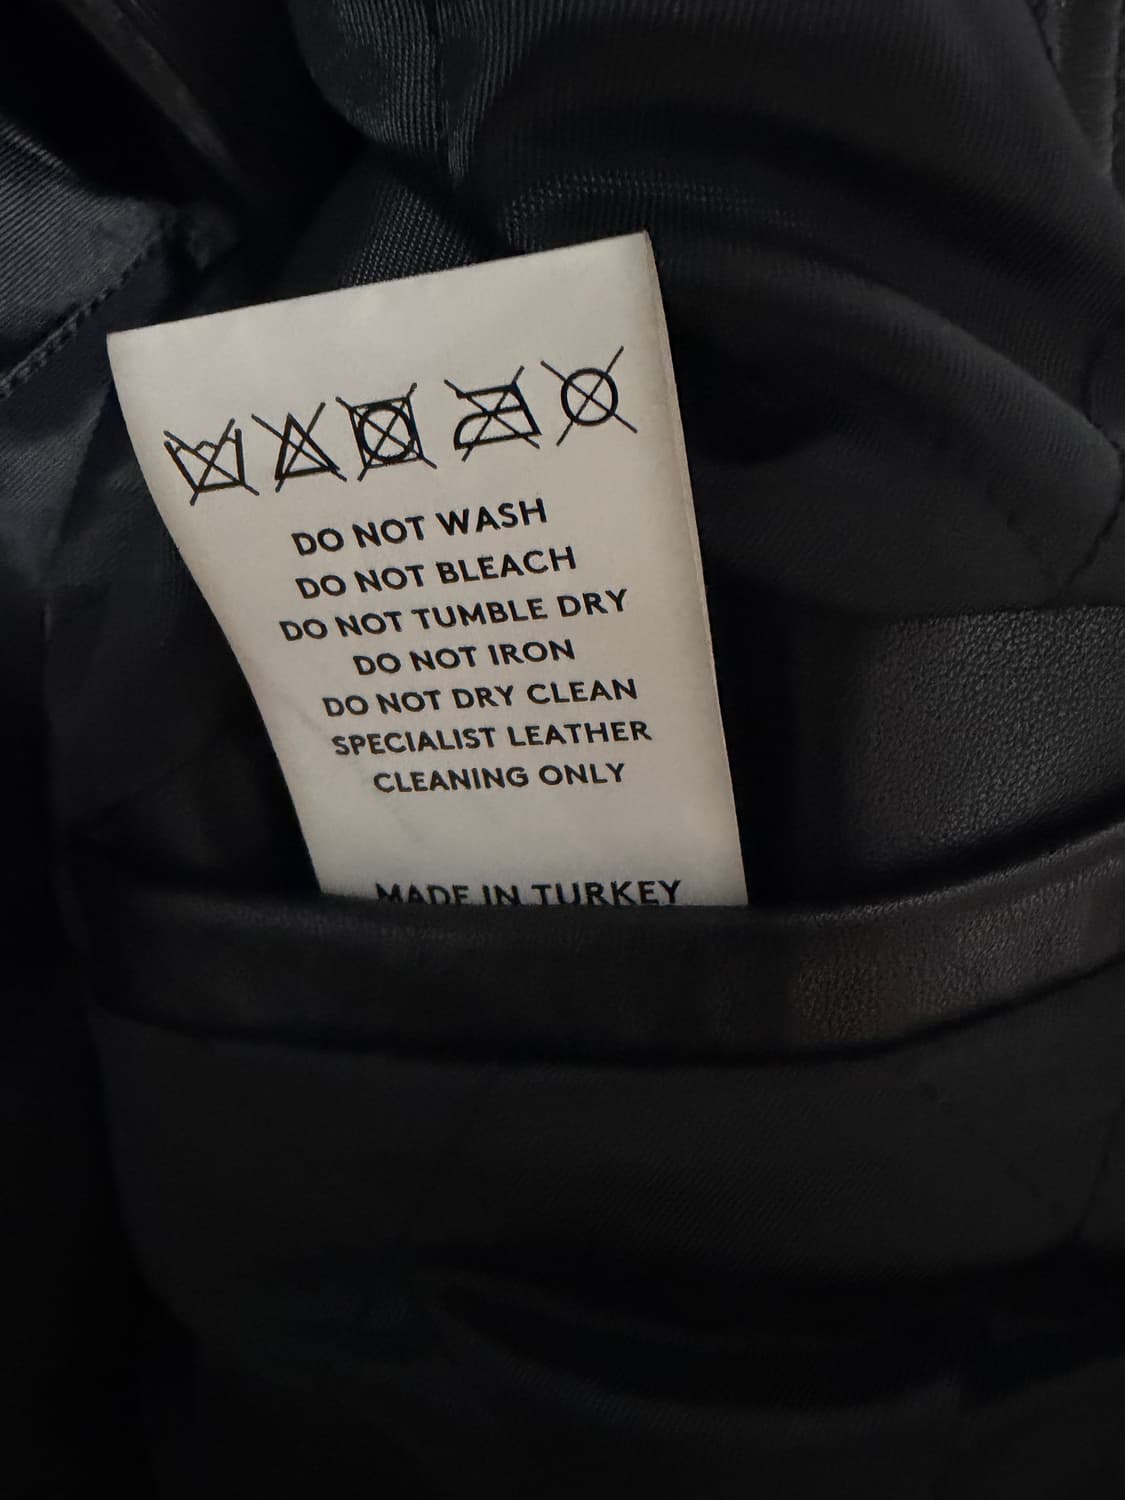 DO NOT WASH
DO NOT BLEACH
DO NOT TUMBLE DRY
DO NOT IRON
DO NOT DRY CLEAN
SPECIALIST LEATHER
CLEANING ONLY
MADE IN TURKEY